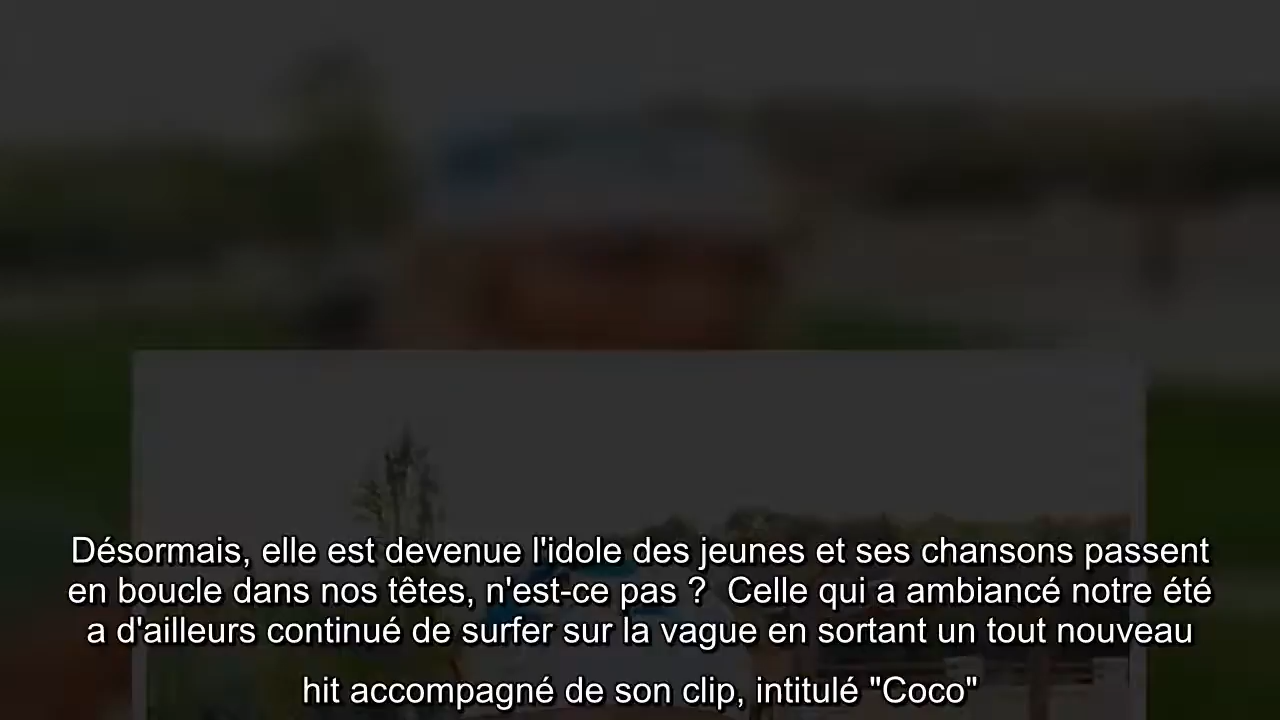 Désormais, elle est devenue l'idole des jeunes et ses chansons passent
en boucle dans nos têtes, n'est-ce pas ?  Celle qui a ambiancé notre été
a d'ailleurs continué de surfer sur la vague en sortant un tout nouveau
hit accompagné de son clip, intitulé "Coco"